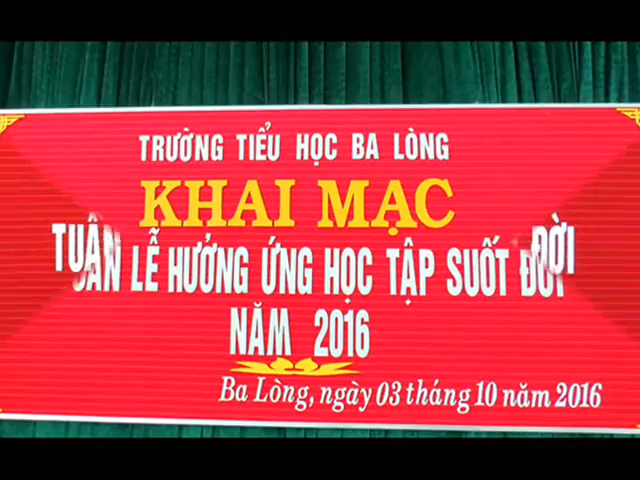 TRƯỜNG TIỂU HỌC BA LÒNG
KHAI MẠC
TUẦN LỄ HƯỞNG ỨNG HỌC TẬP SUỐT ĐỜI
NĂM 2016
Ba Lòng, ngày 03 tháng 10 năm 2016